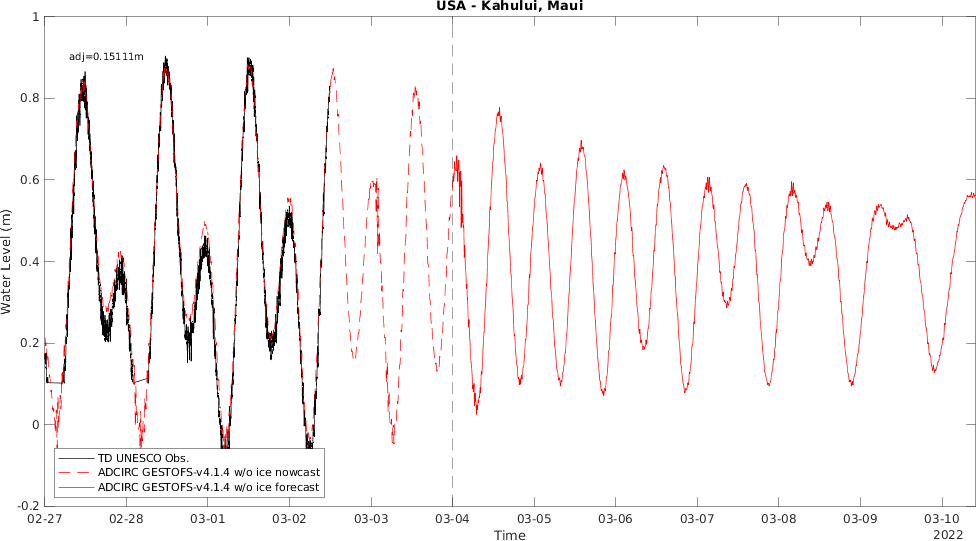 USA - Kahului, Maui
adj=0.15111m
1
0.8
0.6
0.4
0.2
0
-0.2
Water Level (m)
TD UNESCO Obs.
ADCIRC GESTOFS-v4.1.4 w/o ice nowcast
ADCIRC GESTOFS-v4.1.4 w/o ice forecast
02-27 02-28 03-01 03-02 03-03 03-04 03-05 03-06 03-07 03-08 03-09 03-10
Time
2022